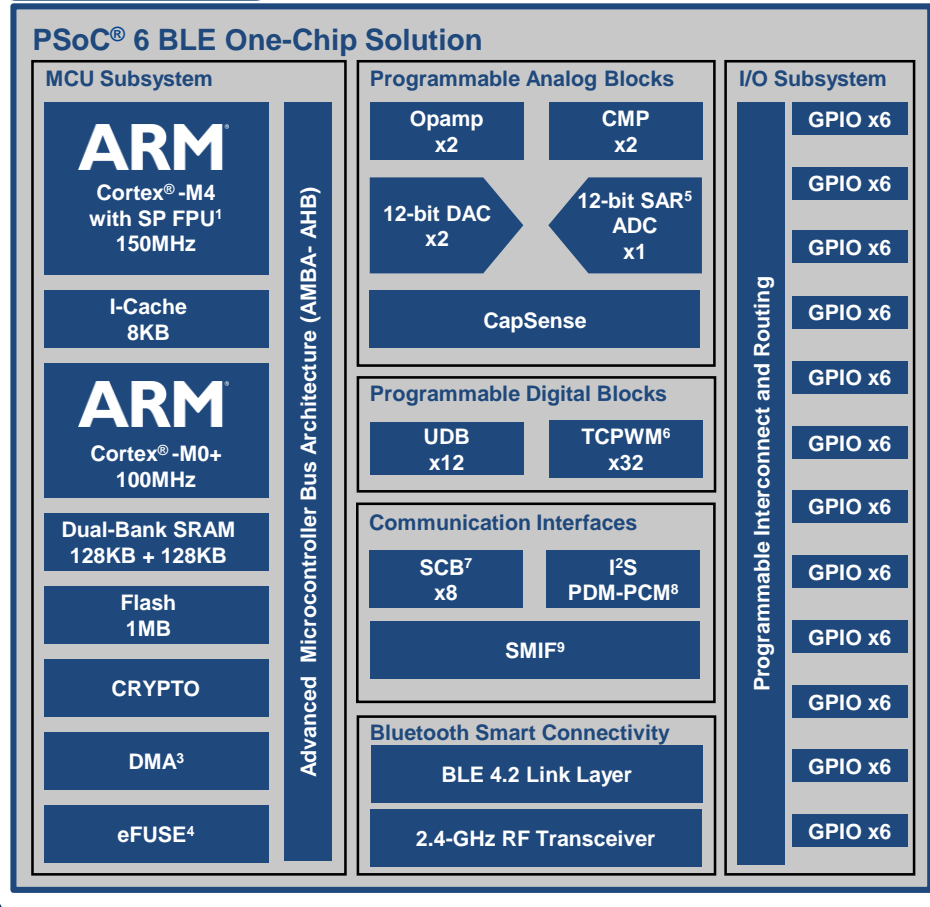 PSoC® 6 BLE One-Chip Solution
MCU Subsystem
ARM®
Cortex®-M4
with SP FPU¹
150MHz
I-Cache
8KB
ARM®
Cortex®-M0+
100MHz
Dual-Bank SRAM
128KB + 128KB
Flash
1MB
CRYPTO
DMA³
eFUSE⁴
Advanced Microcontroller Bus Architecture (AMBA- AHB)
Programmable Analog Blocks
Opamp
x2
CMP
x2
12-bit DAC
x2
12-bit SAR⁵
ADC
x1
CapSense
Programmable Digital Blocks
UDB
x12
TCPWM⁶
x32
Communication Interfaces
SCB⁷
x8
I²S
PDM-PCM⁸
SMIF⁹
Bluetooth Smart Connectivity
BLE 4.2 Link Layer
2.4-GHz RF Transceiver
I/O Subsystem
Programmable Interconnect and Routing
GPIO x6
GPIO x6
GPIO x6
GPIO x6
GPIO x6
GPIO x6
GPIO x6
GPIO x6
GPIO x6
GPIO x6
GPIO x6
GPIO x6